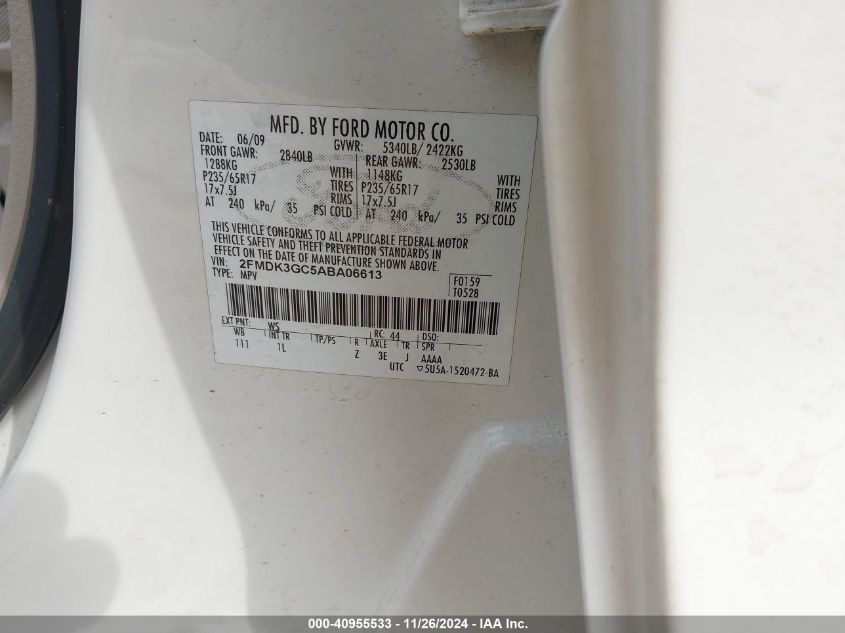 MFD. BY FORD MOTOR CO.
DATE: 06/09 GVWR: 5340LB/ 2422KG
FRONT GAWR: 2840LB REAR GAWR: 2530LB
1288KG WITH 1148KG WITH
P235/65R17 TIRES P235/65R17 TIRES
17x7.5J RIMS 17x7.5J RIMS
AT 240 kPa/ 35 PSI COLD AT 240 kPa/ 35 PSI COLD
THIS VEHICLE CONFORMS TO ALL APPLICABLE FEDERAL MOTOR
VEHICLE SAFETY AND THEFT PREVENTION STANDARDS IN
EFFECT ON THE DATE OF MANUFACTURE SHOWN ABOVE.
VIN: 2FMDK3GC5ABA06613 F0159
TYPE: MPV T0528
EXT PNT: WS RC: 44 DSO:
WB INT TR TP/PS R AXLE TR SPR
111 1L Z 3E J AAAA
UTC ▽5U5A-1520472-BA
Ford
000-40955533 - 11/26/2024 - IAA Inc.